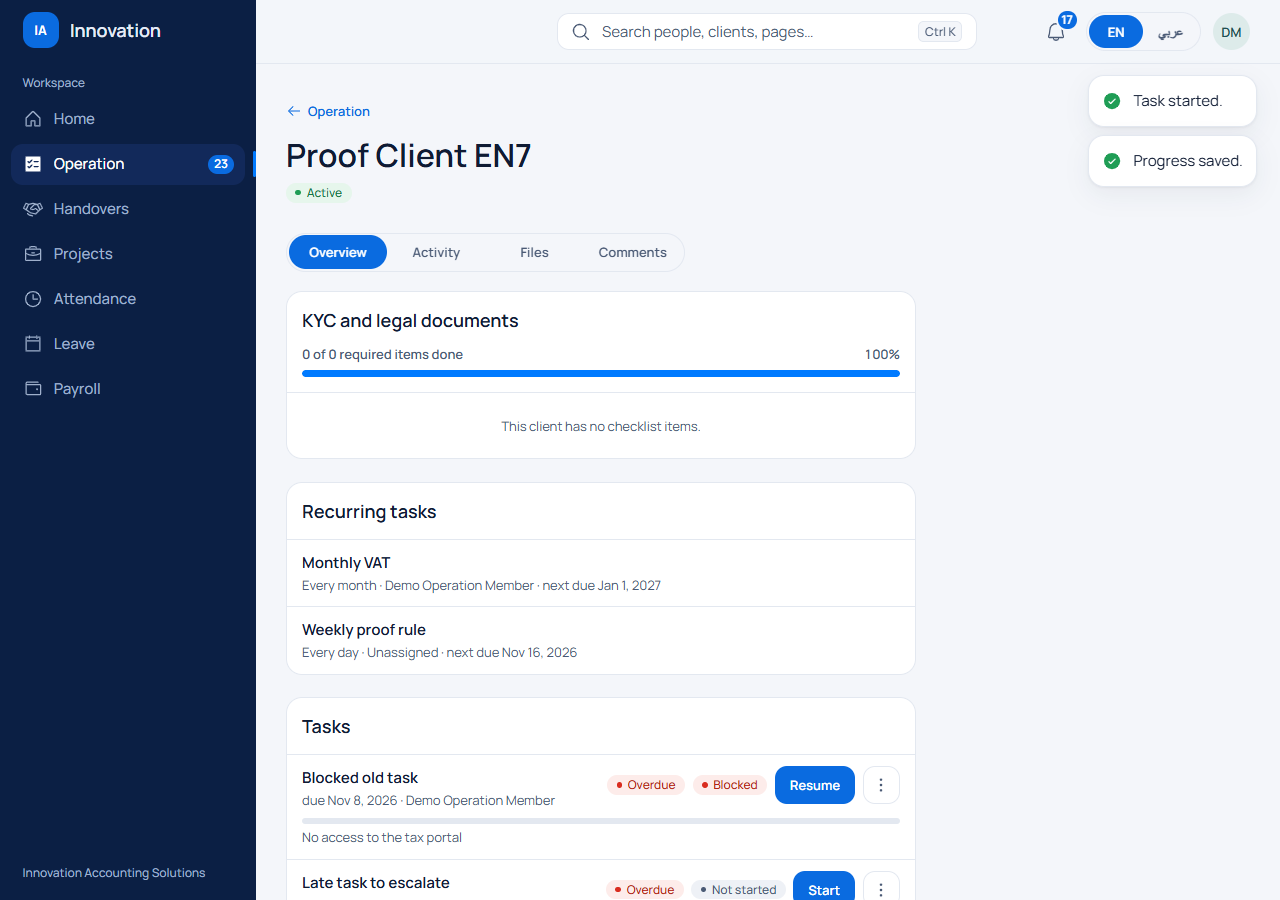 IA Innovation
Search people, clients, pages... Ctrl K
17
EN عربي DM
Workspace
Home
Operation 23
Handovers
Projects
Attendance
Leave
Payroll
Innovation Accounting Solutions
Task started.
Progress saved.
← Operation
Proof Client EN7
Active
Overview Activity Files Comments
KYC and legal documents
0 of 0 required items done 100%
This client has no checklist items.
Recurring tasks
Monthly VAT
Every month · Demo Operation Member · next due Jan 1, 2027
Weekly proof rule
Every day · Unassigned · next due Nov 16, 2026
Tasks
Blocked old task Overdue Blocked Resume
due Nov 8, 2026 · Demo Operation Member
No access to the tax portal
Late task to escalate Overdue Not started Start